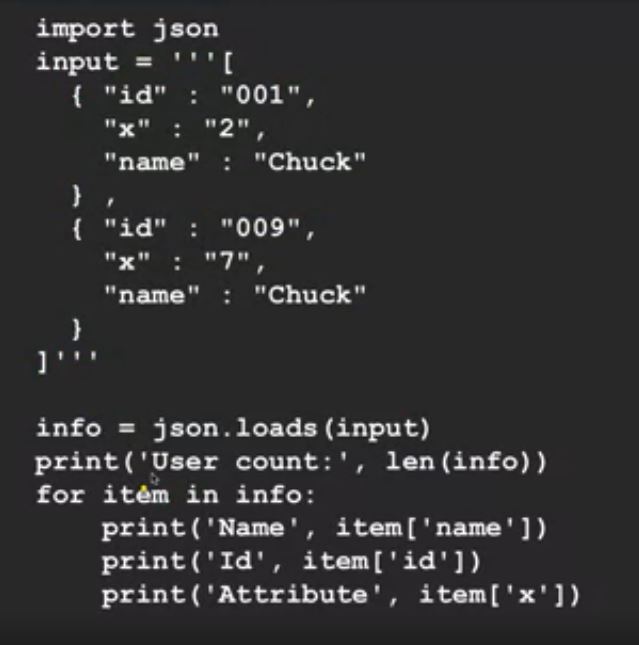 import json
input = '''[
  { "id" : "001",
    "x" : "2",
    "name" : "Chuck"
  } ,
  { "id" : "009",
    "x" : "7",
    "name" : "Chuck"
  }
]'''

info = json.loads(input)
print('User count:', len(info))
for item in info:
    print('Name', item['name'])
    print('Id', item['id'])
    print('Attribute', item['x'])